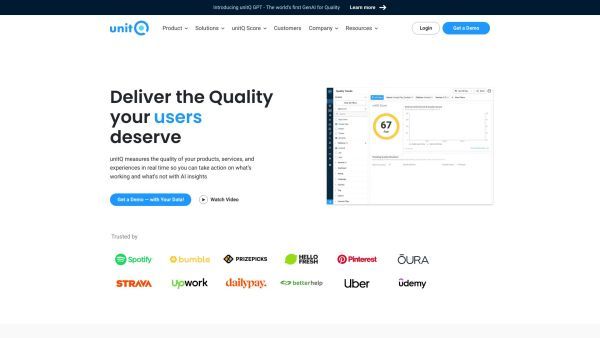 Introducing unitQ GPT - The world's first GenAI for Quality Learn more
unitQ
Product Solutions unitQ Score Customers Company Resources Login Get a Demo
Deliver the Quality
your users
deserve
unitQ measures the quality of your products, services, and
experiences in real time so you can take action on what's
working and what's not with AI insights
Get a Demo — with Your Data! Watch Video
Quality Trends
67
Trusted by
Spotify bumble PRIZEPICKS HELLO FRESH Pinterest ŌURA
STRAVA upwork dailypay. betterhelp Uber udemy